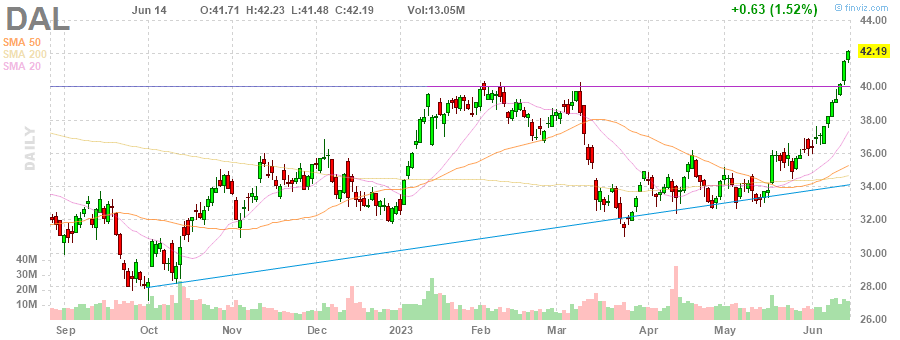 DAL
Jun 14 O:41.71 H:42.23 L:41.48 C:42.19 Vol:13.05M +0.63 (1.52%) © finviz.com
SMA 50
SMA 200
SMA 20
DAILY
44.00
42.19
40.00
38.00
36.00
34.00
32.00
30.00
28.00
26.00
40M
30M
20M
10M
Sep Oct Nov Dec 2023 Feb Mar Apr May Jun